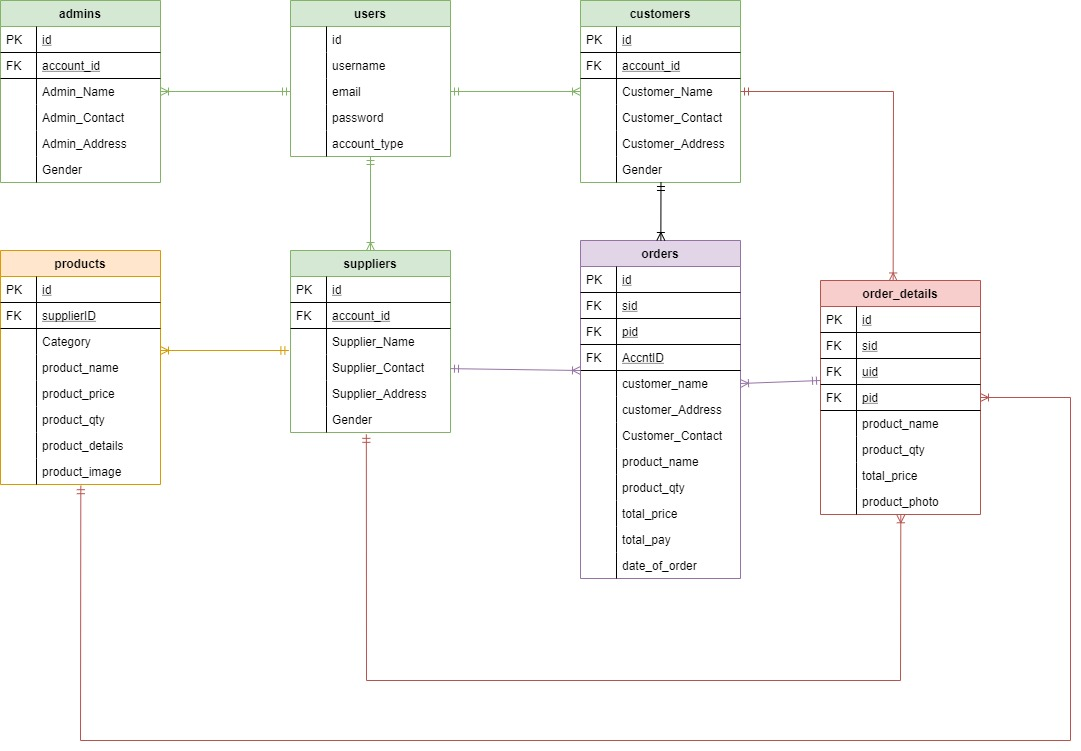 admins
PK id
FK account_id
Admin_Name
Admin_Contact
Admin_Address
Gender
users
id
username
email
password
account_type
customers
PK id
FK account_id
Customer_Name
Customer_Contact
Customer_Address
Gender
products
PK id
FK supplierID
Category
product_name
product_price
product_qty
product_details
product_image
suppliers
PK id
FK account_id
Supplier_Name
Supplier_Contact
Supplier_Address
Gender
orders
PK id
FK sid
FK pid
FK AccntID
customer_name
customer_Address
Customer_Contact
product_name
product_qty
total_price
total_pay
date_of_order
order_details
PK id
FK sid
FK uid
FK pid
product_name
product_qty
total_price
product_photo